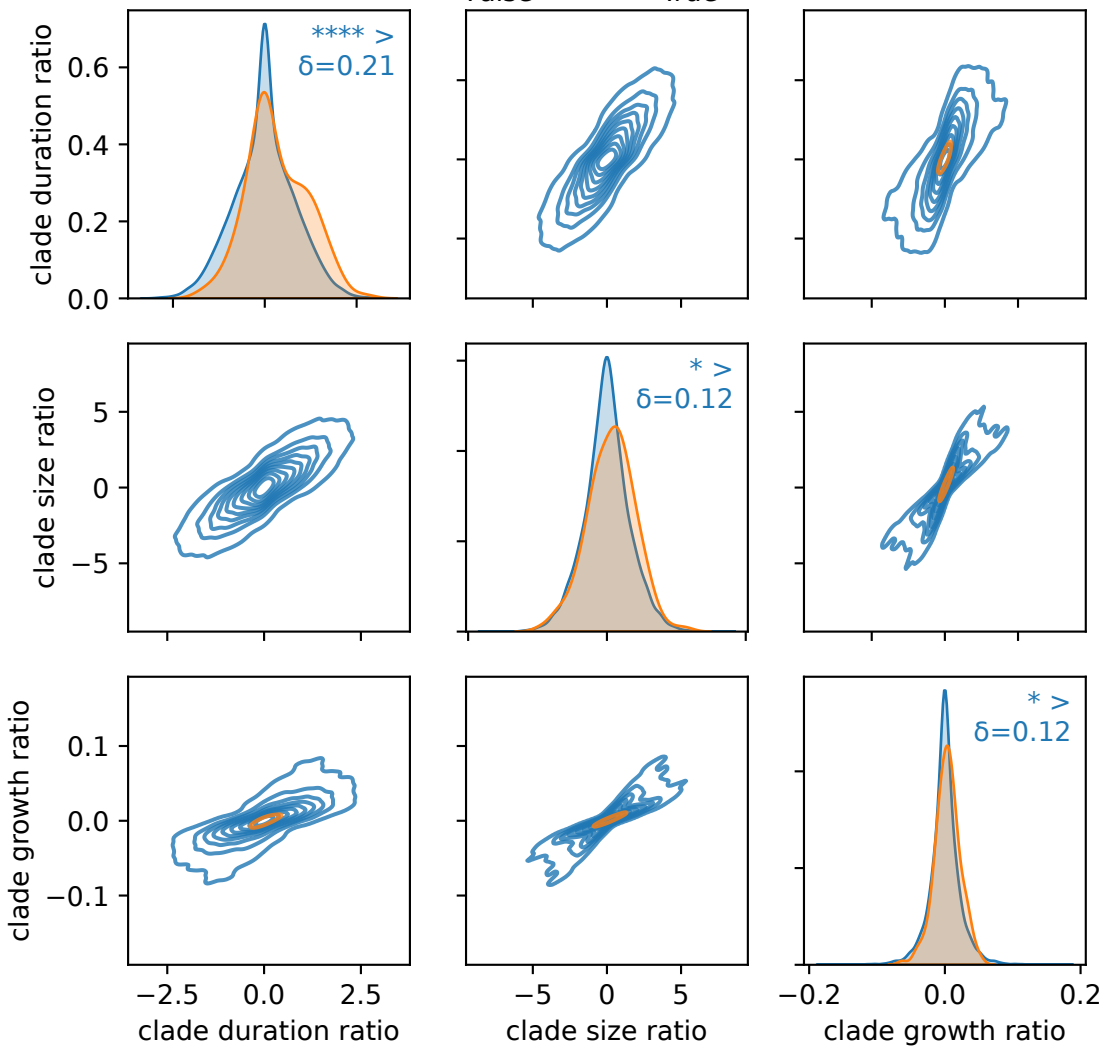 clade duration ratio
0.6
0.4
0.2
0.0
**** >
δ=0.21
clade size ratio
5
0
−5
* >
δ=0.12
clade growth ratio
0.1
0.0
−0.1
* >
δ=0.12
−2.5 0.0 2.5
−5 0 5
−0.2 0.0 0.2
clade duration ratio
clade size ratio
clade growth ratio